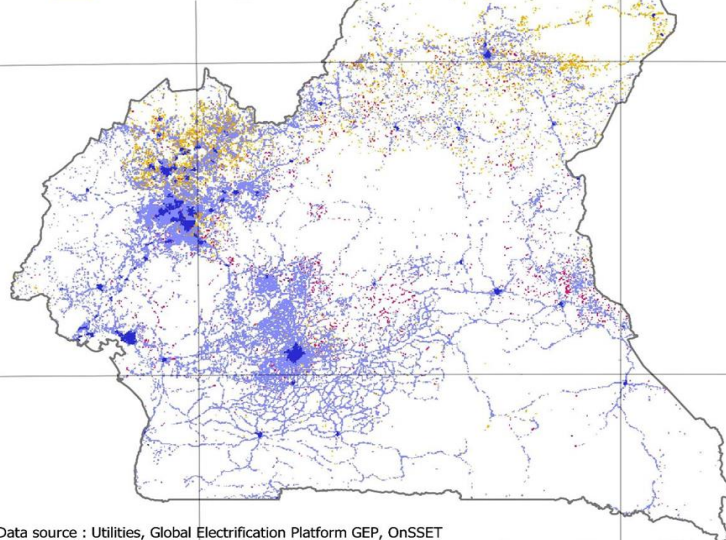 Data source : Utilities, Global Electrification Platform GEP, OnSSET